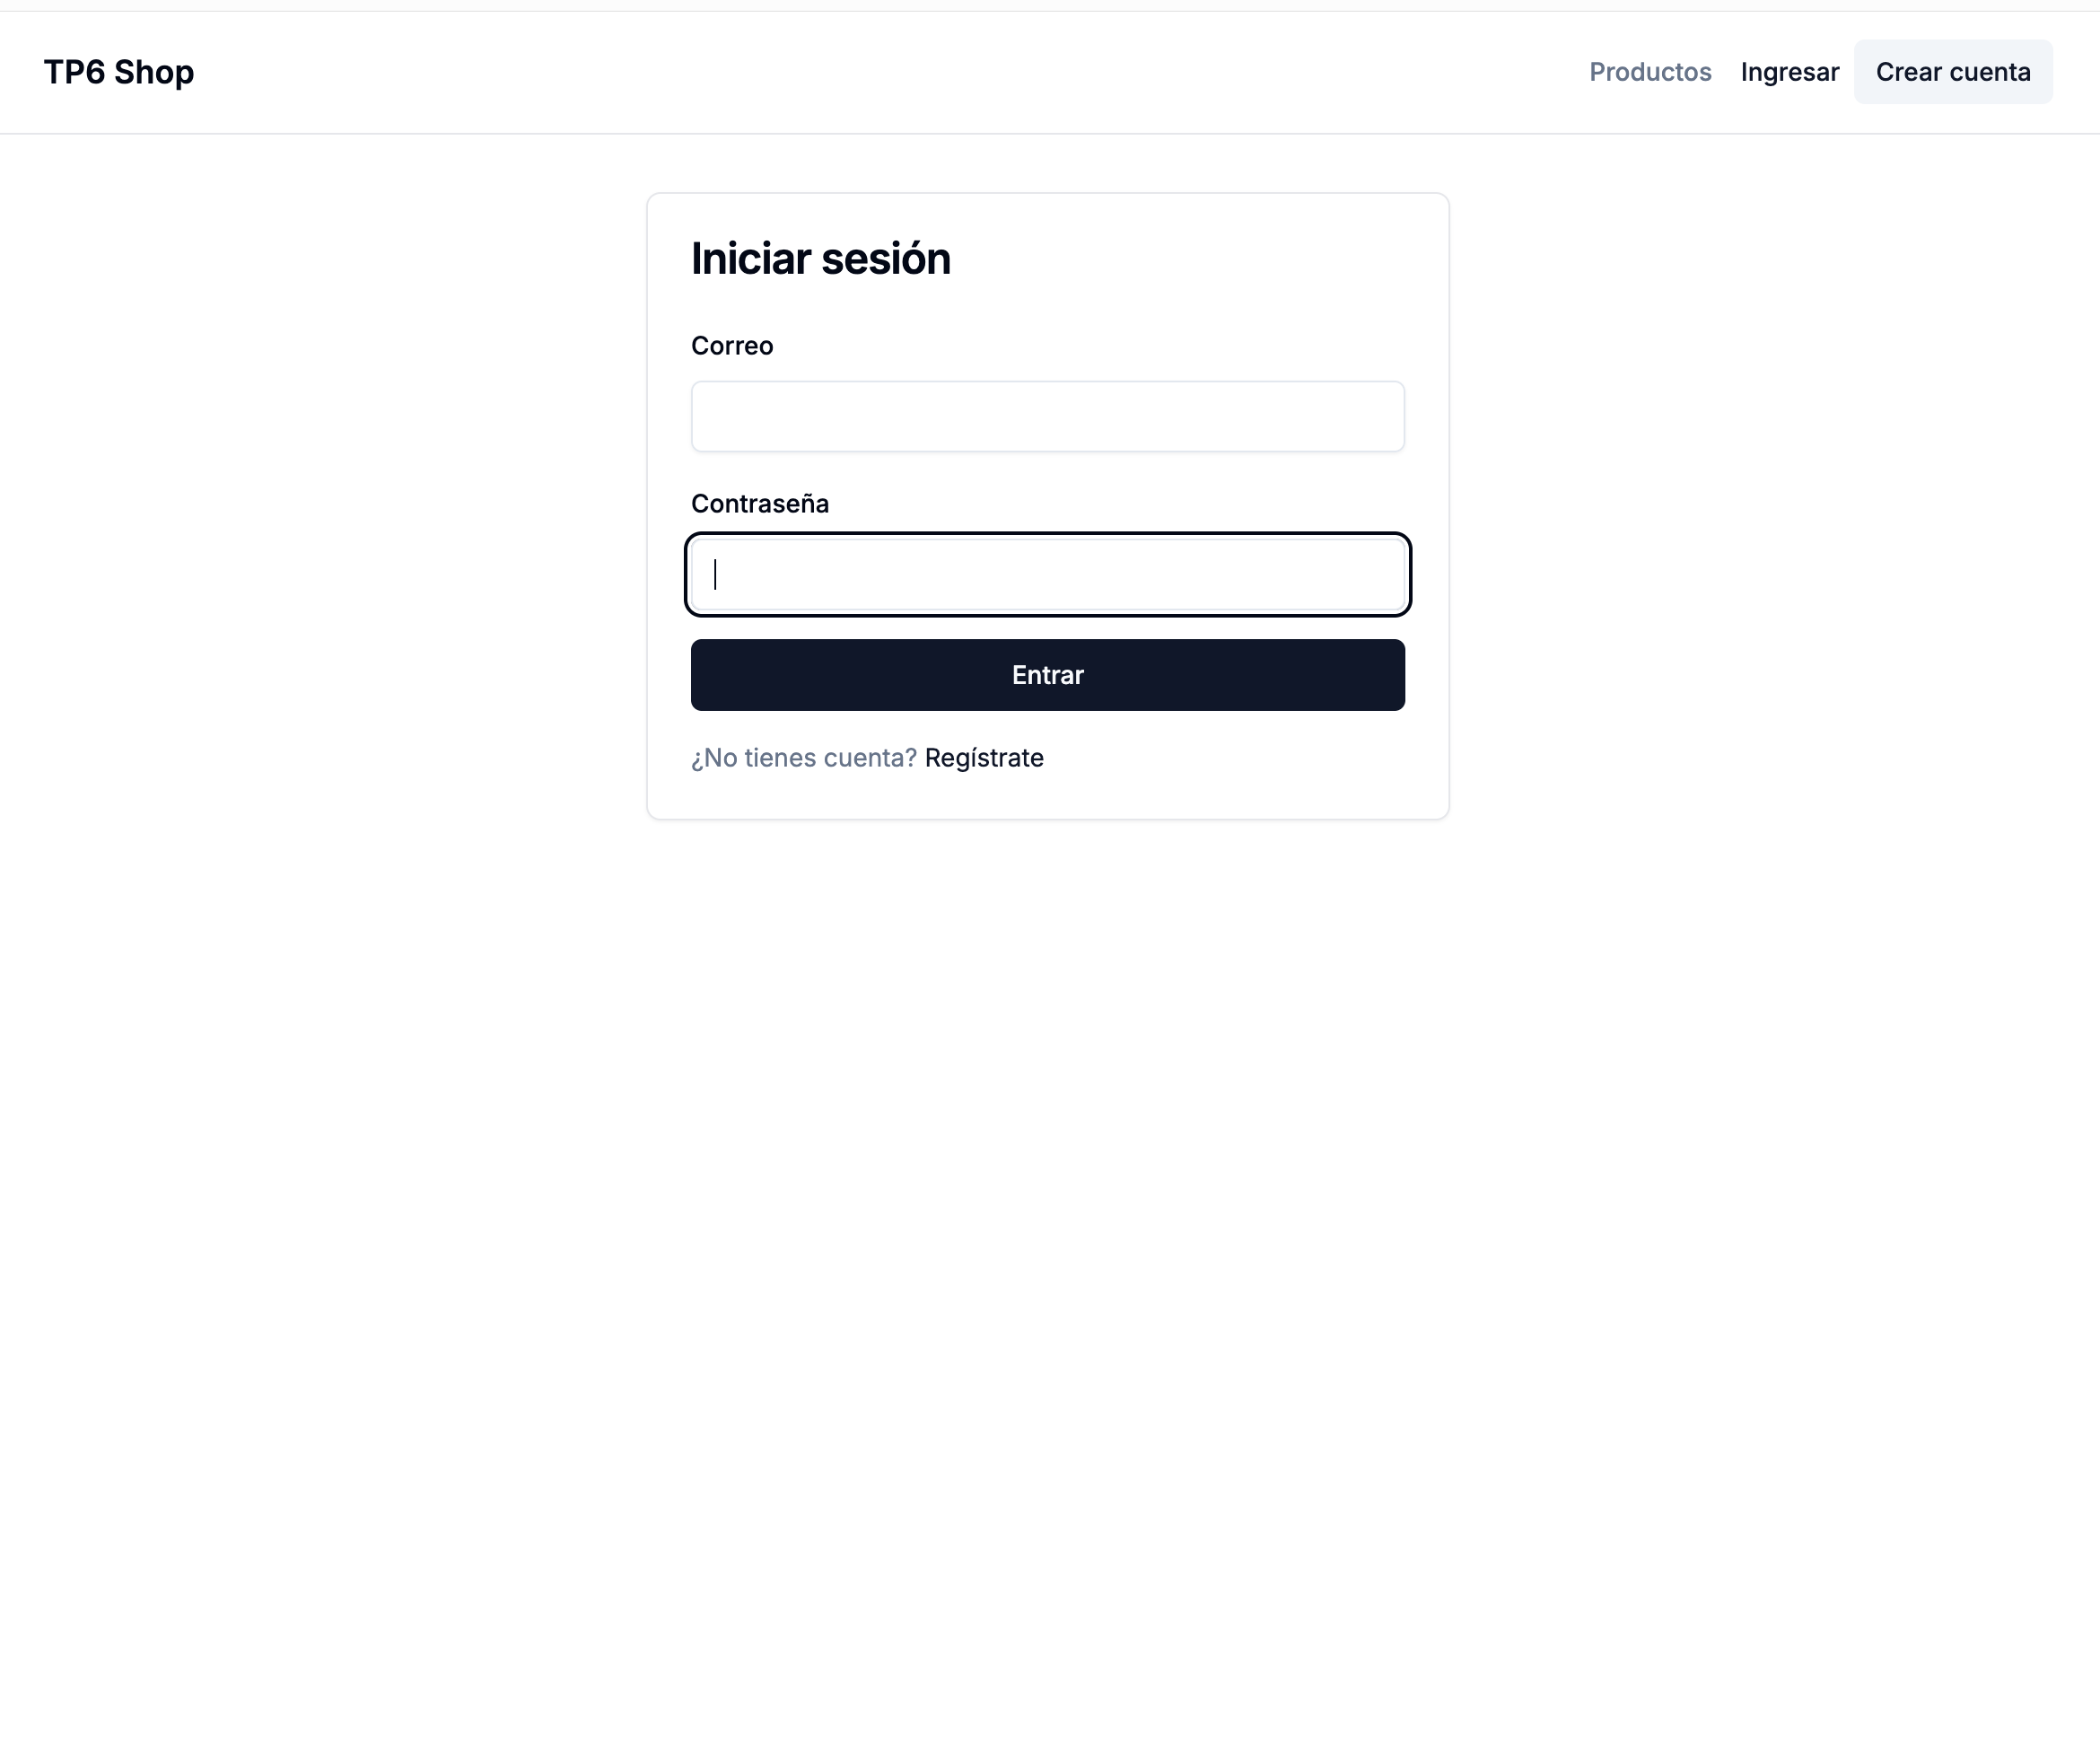 TP6 Shop
Productos Ingresar Crear cuenta
Iniciar sesión
Correo
Contraseña
Entrar
¿No tienes cuenta? Regístrate